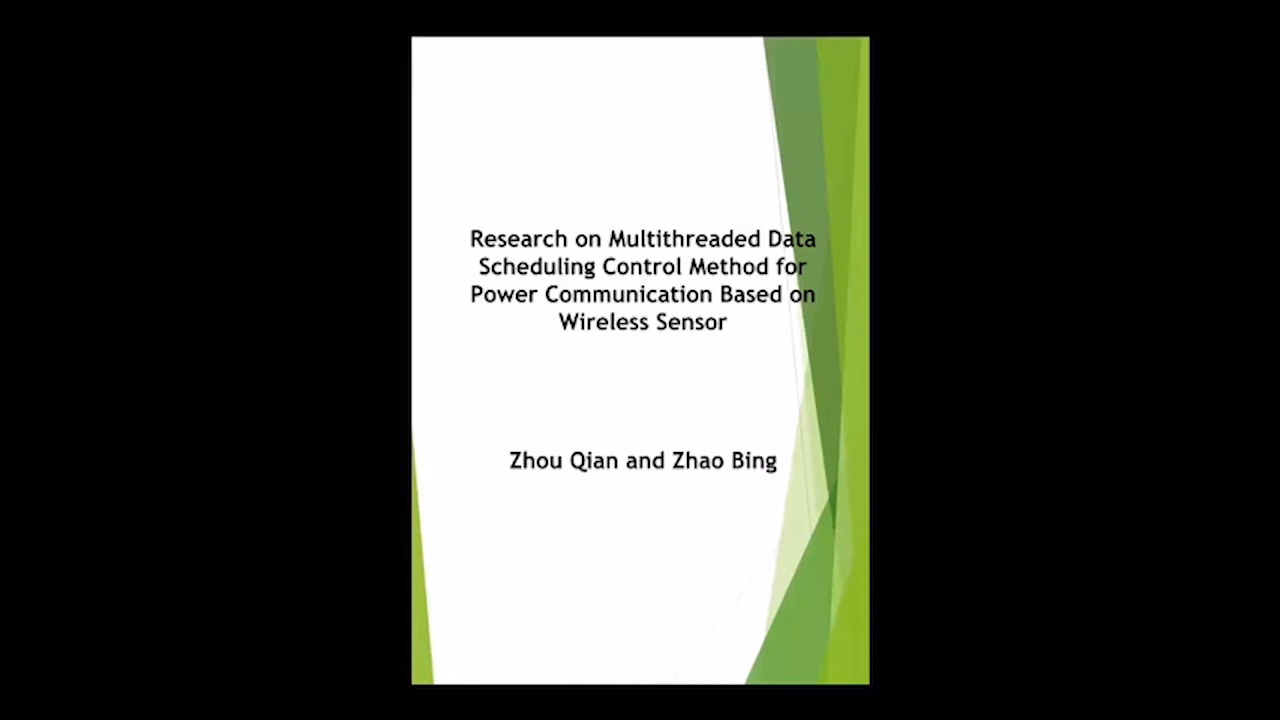 Research on Multithreaded Data
Scheduling Control Method for
Power Communication Based on
Wireless Sensor
Zhou Qian and Zhao Bing